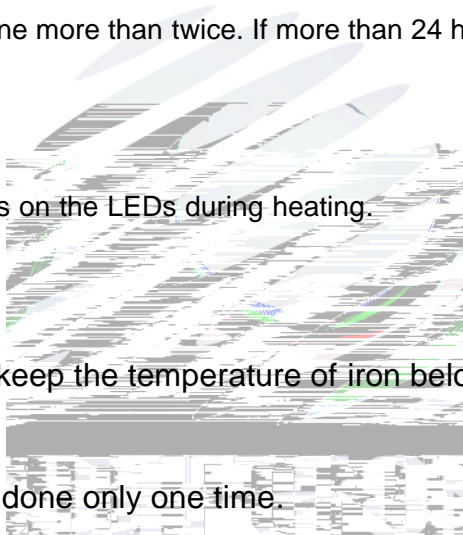 ne more than twice. If more than 24 h
s on the LEDs during heating.
keep the temperature of iron belo
done only one time.